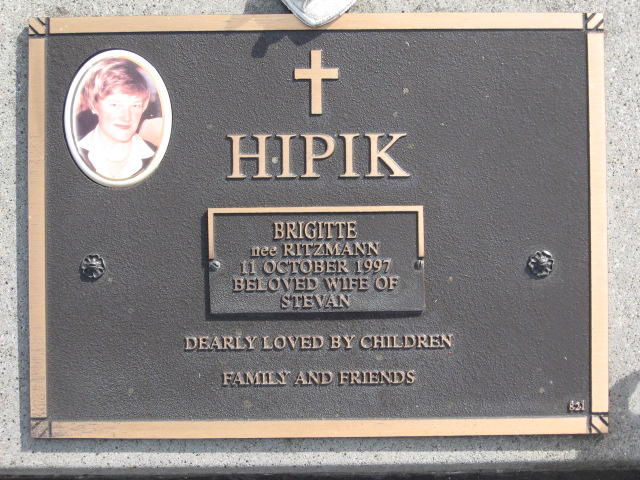 HIPIK
BRIGITTE
nee RITZMANN
11 OCTOBER 1997
BELOVED WIFE OF
STEVAN
DEARLY LOVED BY CHILDREN
FAMILY AND FRIENDS
821